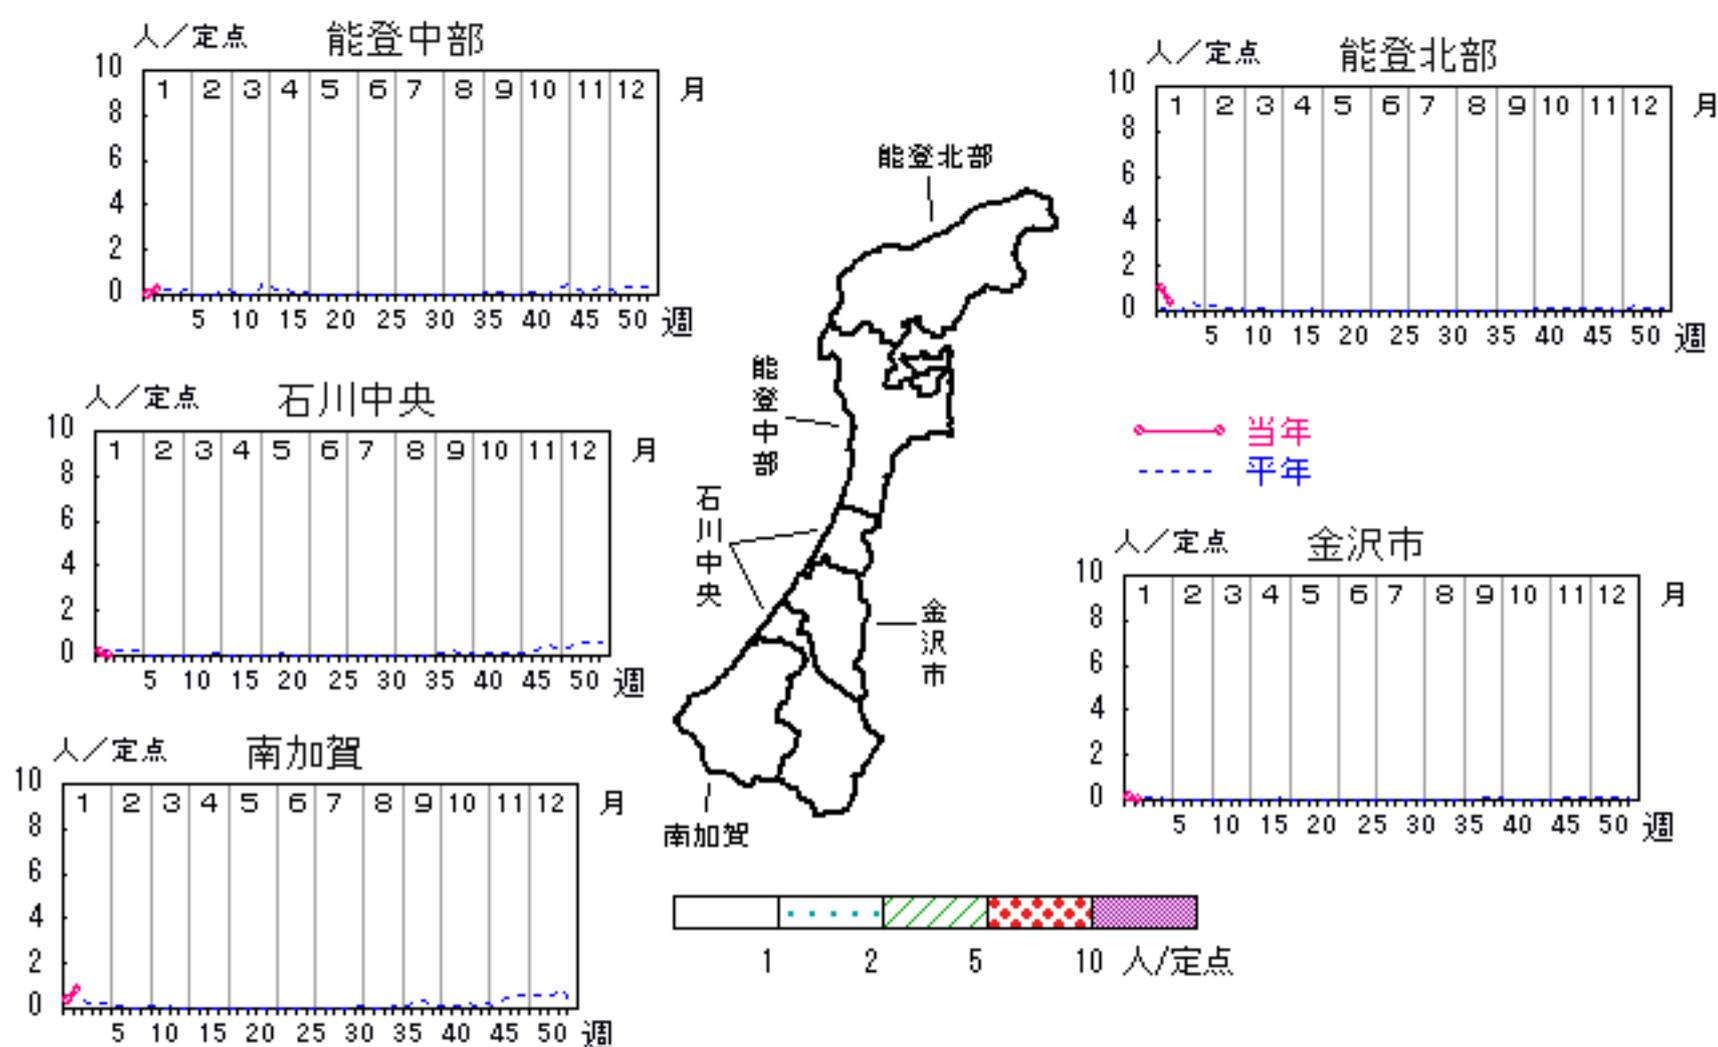 人／定点 能登中部
10 8 6 4 2 0
1 2 3 4 5 6 7 8 9 10 11 12 月
5 10 15 20 25 30 35 40 45 50 週
人／定点 能登北部
10 8 6 4 2 0
1 2 3 4 5 6 7 8 9 10 11 12 月
5 10 15 20 25 30 35 40 45 50 週
能登北部
能登中部
石川中央
金沢市
南加賀
人／定点 石川中央
10 8 6 4 2 0
1 2 3 4 5 6 7 8 9 10 11 12 月
5 10 15 20 25 30 35 40 45 50 週
当年
平年
人／定点 金沢市
10 8 6 4 2 0
1 2 3 4 5 6 7 8 9 10 11 12 月
5 10 15 20 25 30 35 40 45 50 週
人／定点 南加賀
10 8 6 4 2 0
1 2 3 4 5 6 7 8 9 10 11 12 月
5 10 15 20 25 30 35 40 45 50 週
1 2 5 10 人/定点